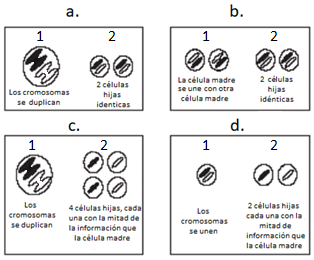 a.
1 2
Los cromosomas
se duplican
2 células
hijas
identicas
b.
1 2
La célula madre
se une con otra
célula madre
2 células
hijas
idénticas
c.
1 2
Los
cromosomas
se duplican
4 células hijas, cada
una con la mitad de
la información que
la célula madre
d.
1 2
Los
cromosomas
se unen
2 células hijas
cada una con la
mitad de
información que
la célula madre